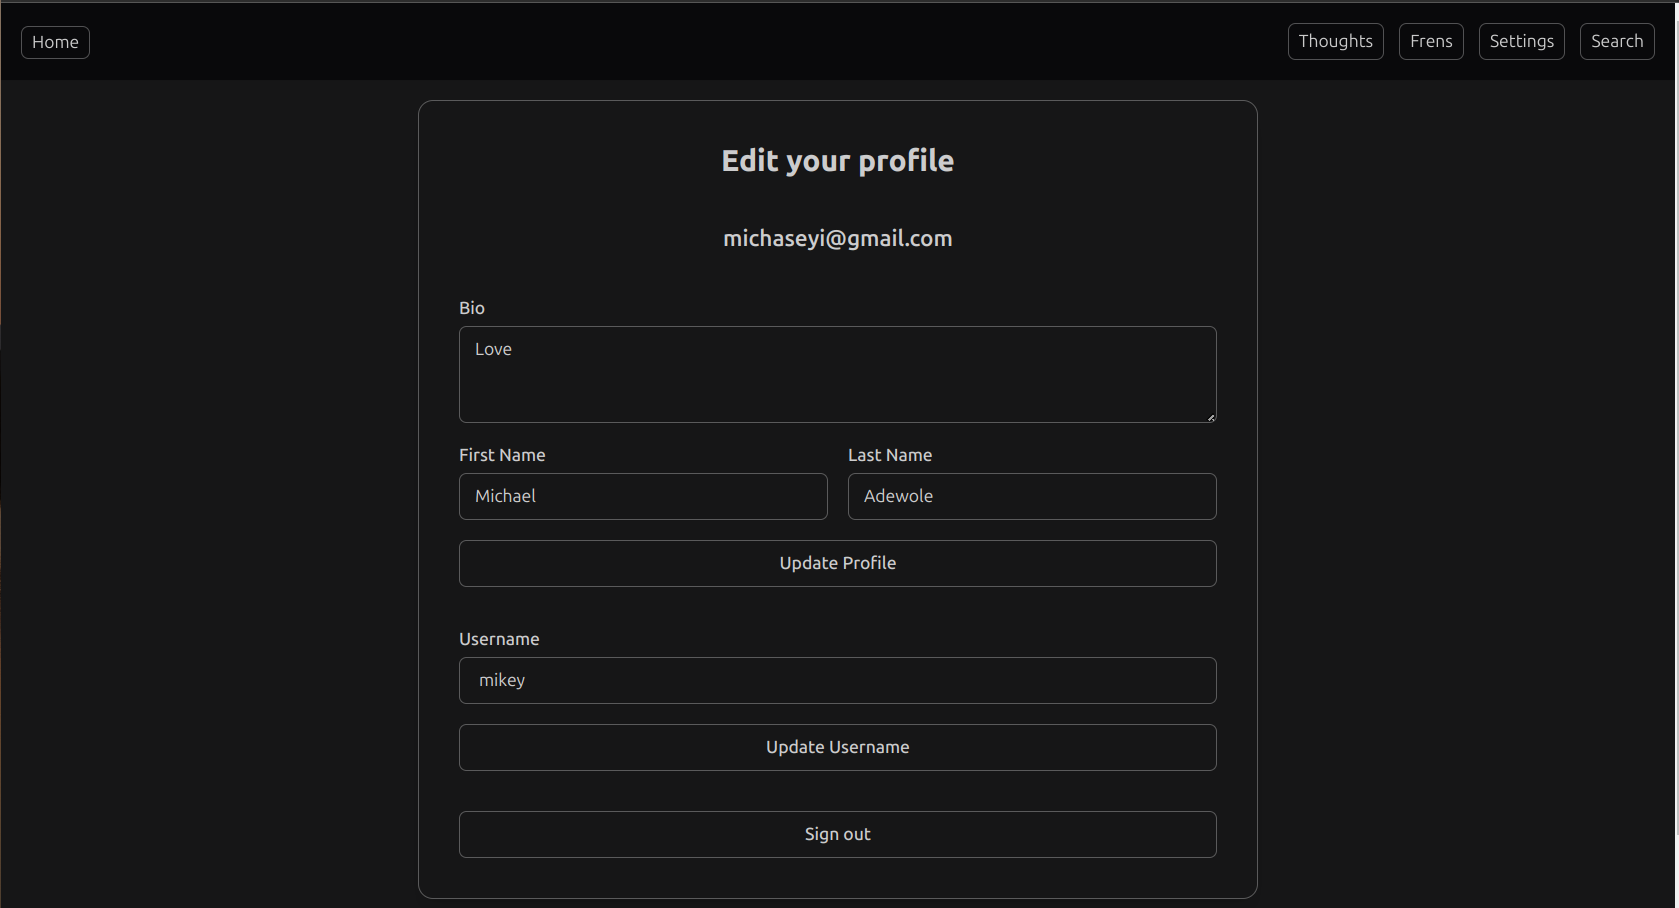 Home Thoughts Frens Settings Search
Edit your profile
michaseyi@gmail.com
Bio
Love
First Name Last Name
Michael Adewole
Update Profile
Username
mikey
Update Username
Sign out